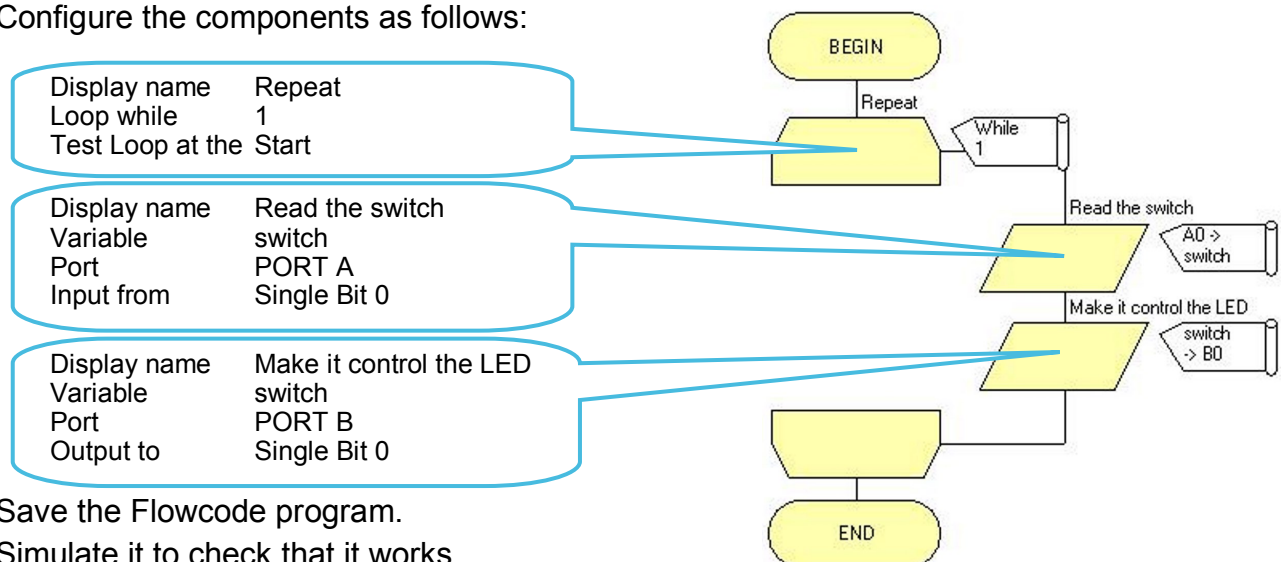 Configure the components as follows:
Display name Repeat
Loop while 1
Test Loop at the Start
Display name Read the switch
Variable switch
Port PORT A
Input from Single Bit 0
Display name Make it control the LED
Variable switch
Port PORT B
Output to Single Bit 0
Save the Flowcode program.
Simulate it to check that it works
BEGIN
Repeat
While
1
Read the switch
A0 ->
switch
Make it control the LED
switch
-> B0
END